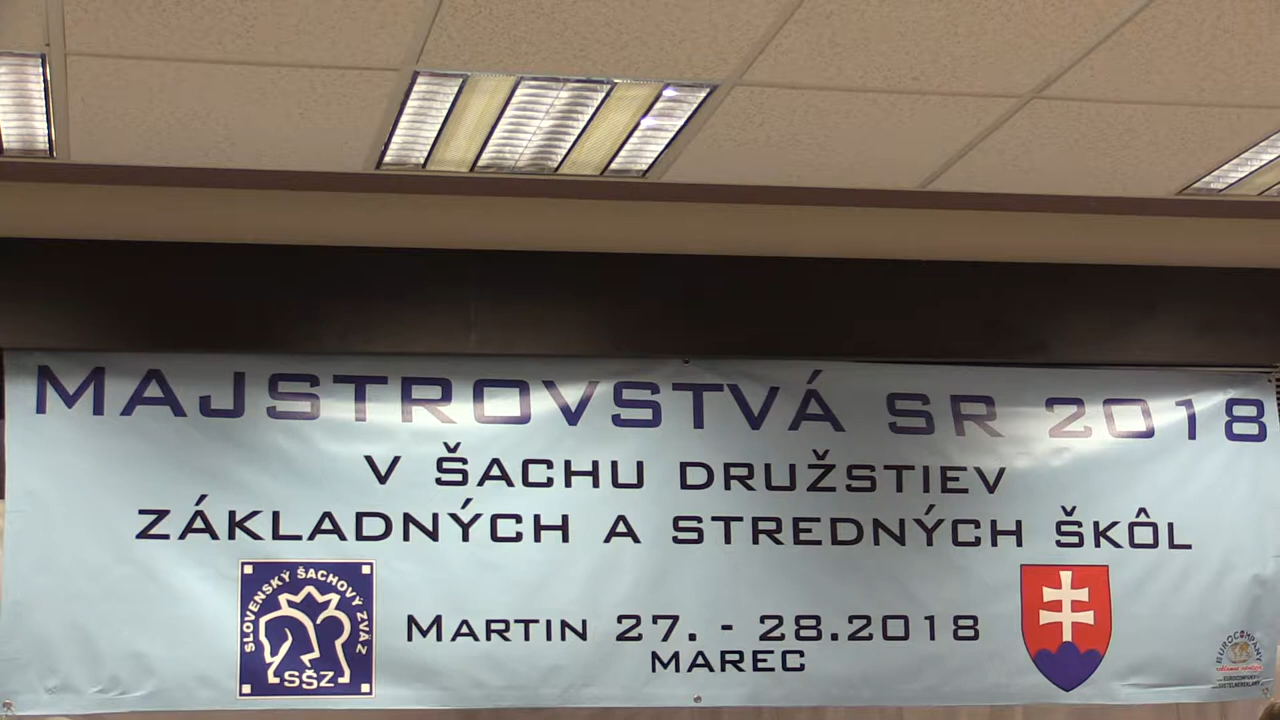 MAJSTROVSTVÁ SR 2018
V ŠACHU DRUŽSTIEV
ZÁKLADNÝCH A STREDNÝCH ŠKÔL
SLOVENSKÝ ŠACHOVÝ ZVÄZ
SŠZ
MARTIN 27. - 28.2018
MAREC
EUROCOMPANY